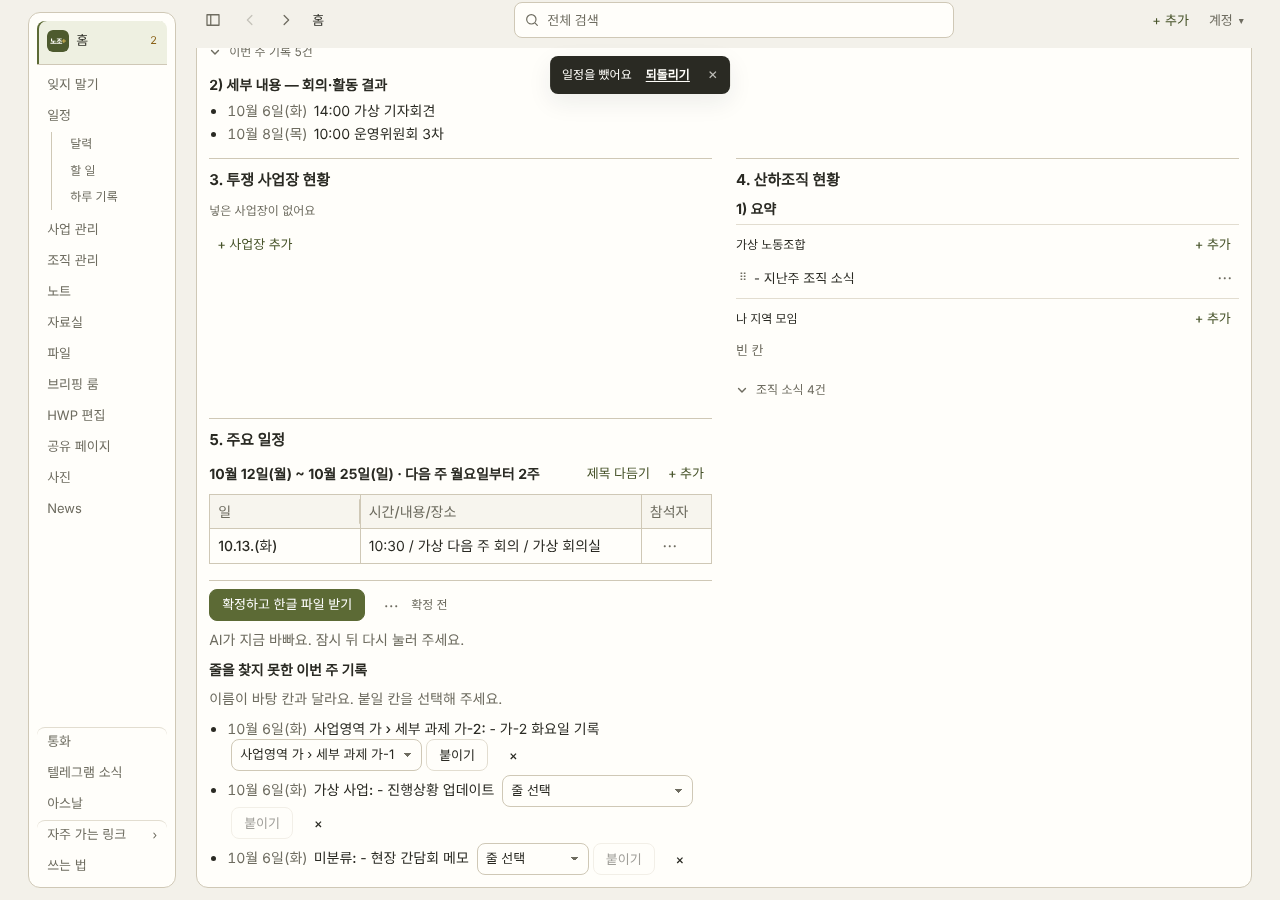 노조
홈
2
잊지 말기
일정
달력
할 일
하루 기록
사업 관리
조직 관리
노트
자료실
파일
브리핑 룸
HWP 편집
공유 페이지
사진
News
통화
텔레그램 소식
아스날
자주 가는 링크 ›
쓰는 법
홈
전체 검색
+ 추가
계정 ▾
일정을 뺐어요 되돌리기 ×
이번 주 기록 5건
2) 세부 내용 — 회의·활동 결과
• 10월 6일(화) 14:00 가상 기자회견
• 10월 8일(목) 10:00 운영위원회 3차
3. 투쟁 사업장 현황
넣은 사업장이 없어요
+ 사업장 추가
4. 산하조직 현황
1) 요약
가상 노동조합 + 추가
- 지난주 조직 소식 ···
나 지역 모임 + 추가
빈 칸
조직 소식 4건
5. 주요 일정
10월 12일(월) ~ 10월 25일(일) · 다음 주 월요일부터 2주 제목 다듬기 + 추가
일 시간/내용/장소 참석자
10.13.(화) 10:30 / 가상 다음 주 회의 / 가상 회의실 ···
확정하고 한글 파일 받기 ··· 확정 전
AI가 지금 바빠요. 잠시 뒤 다시 눌러 주세요.
줄을 찾지 못한 이번 주 기록
이름이 바탕 칸과 달라요. 붙일 칸을 선택해 주세요.
• 10월 6일(화) 사업영역 가 › 세부 과제 가-2: - 가-2 화요일 기록
사업영역 가 › 세부 과제 가-1 붙이기 ×
• 10월 6일(화) 가상 사업: - 진행상황 업데이트 줄 선택
붙이기 ×
• 10월 6일(화) 미분류: - 현장 간담회 메모 줄 선택 붙이기 ×